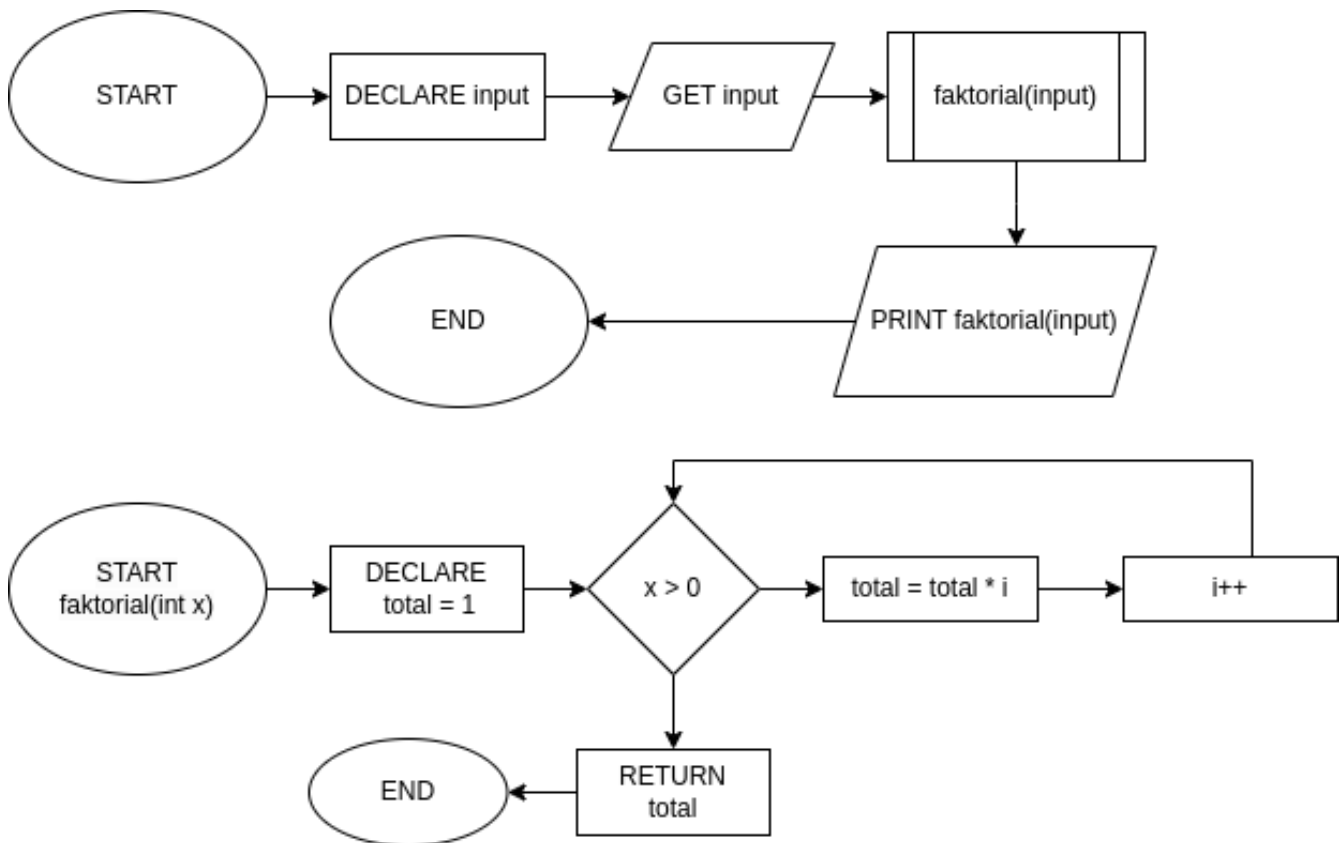 START
DECLARE input
GET input
faktorial(input)
PRINT faktorial(input)
END
START
faktorial(int x)
DECLARE
total = 1
x > 0
total = total * i
i++
RETURN
total
END